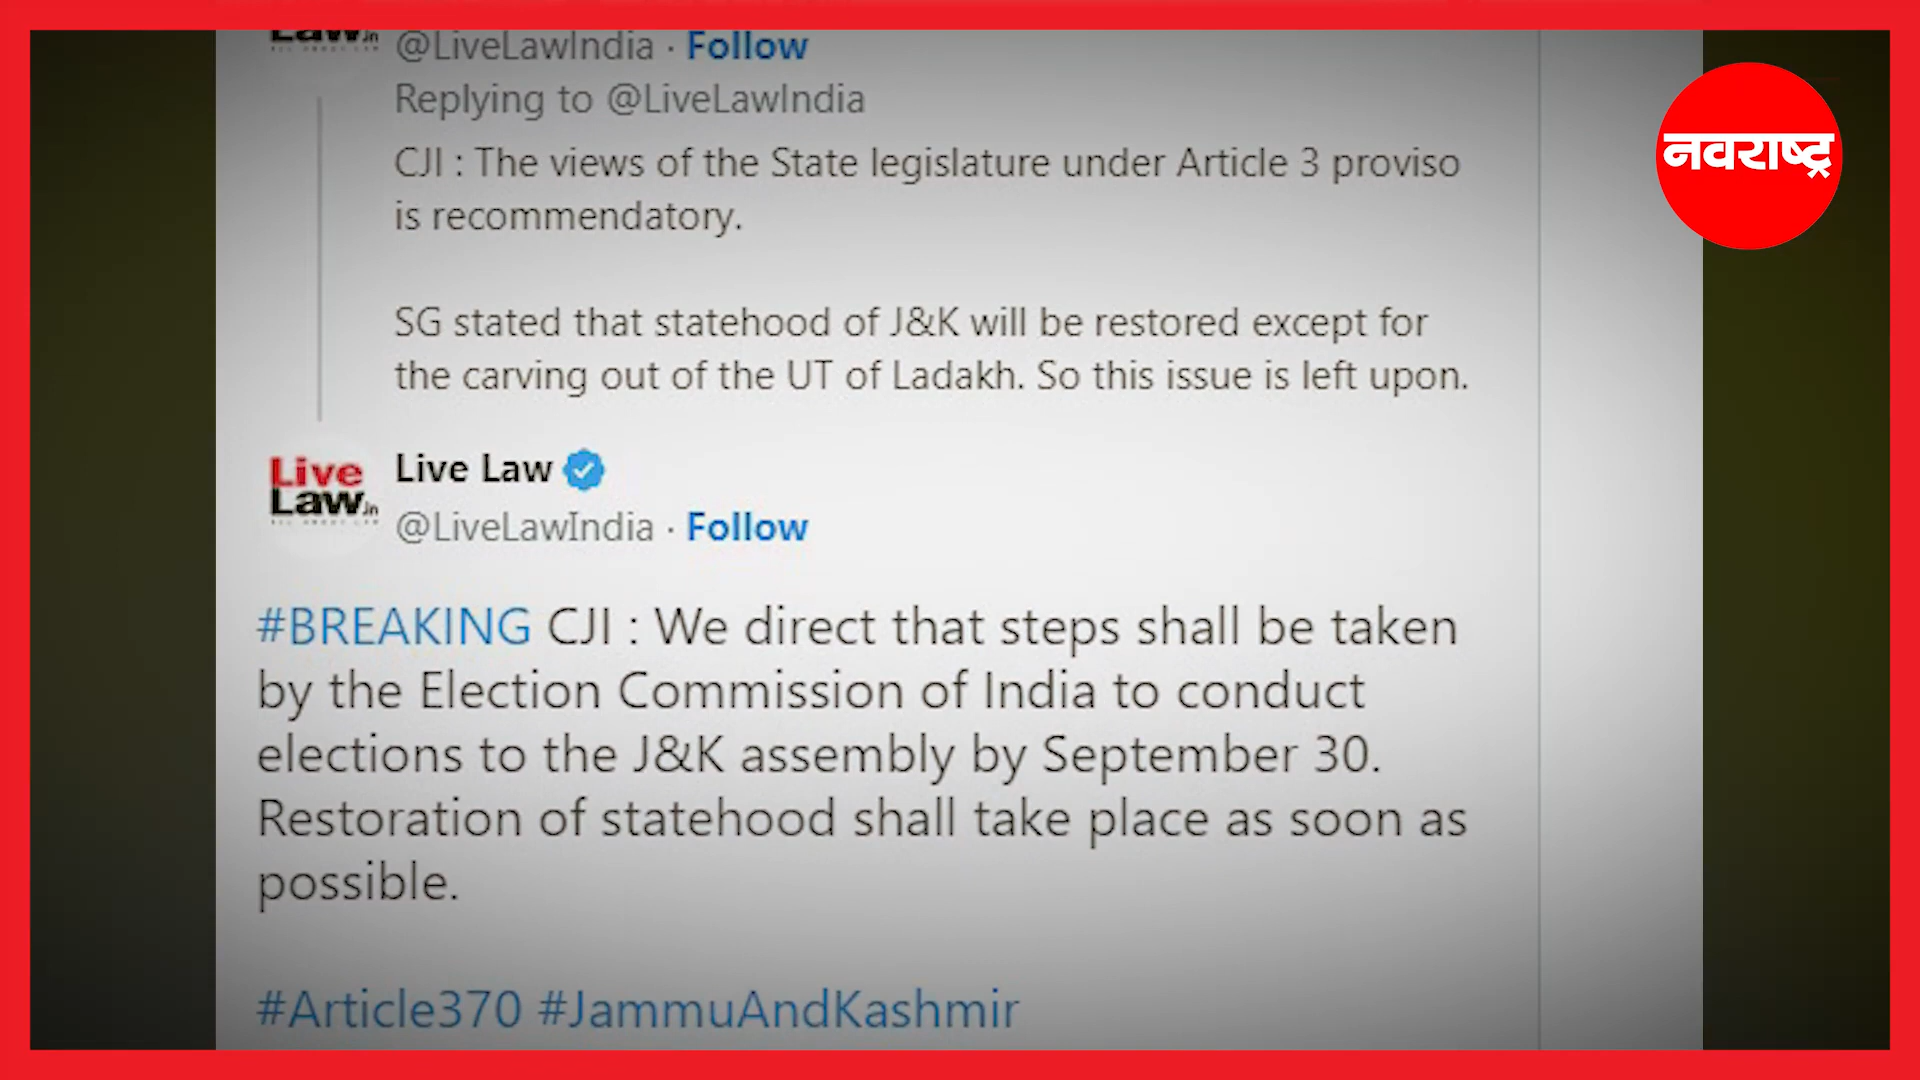 Law.in
@LiveLawIndia · Follow
Replying to @LiveLawIndia
CJI : The views of the State legislature under Article 3 proviso
is recommendatory.
SG stated that statehood of J&K will be restored except for
the carving out of the UT of Ladakh. So this issue is left upon.
Live
Law.in
Live Law
@LiveLawIndia · Follow
#BREAKING CJI : We direct that steps shall be taken
by the Election Commission of India to conduct
elections to the J&K assembly by September 30.
Restoration of statehood shall take place as soon as
possible.
#Article370 #JammuAndKashmir
नवराष्ट्र